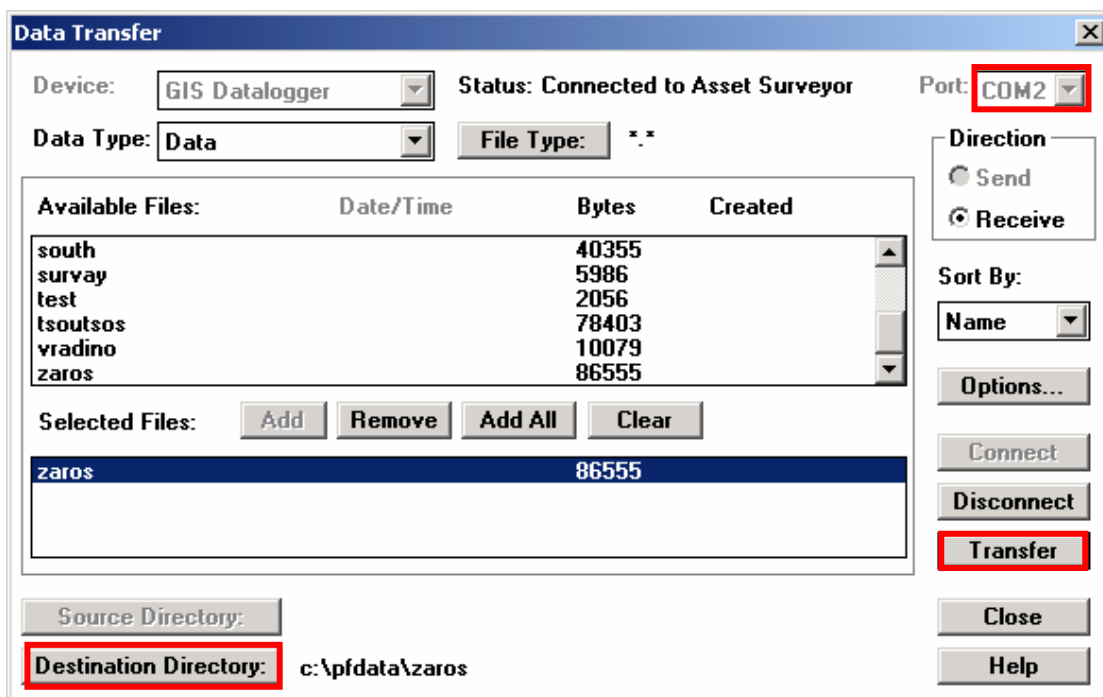 Data Transfer
Device: GIS Datalogger Status: Connected to Asset Surveyor Port: COM2
Data Type: Data File Type: *.*
Direction
Send
Receive
Available Files: Date/Time Bytes Created
south 40355
survay 5986
test 2056
tsoutsos 78403
vradino 10079
zaros 86555
Sort By:
Name
Options...
Selected Files: Add Remove Add All Clear
zaros 86555
Connect
Disconnect
Transfer
Source Directory:
Close
Destination Directory: c:\pfdata\zaros
Help